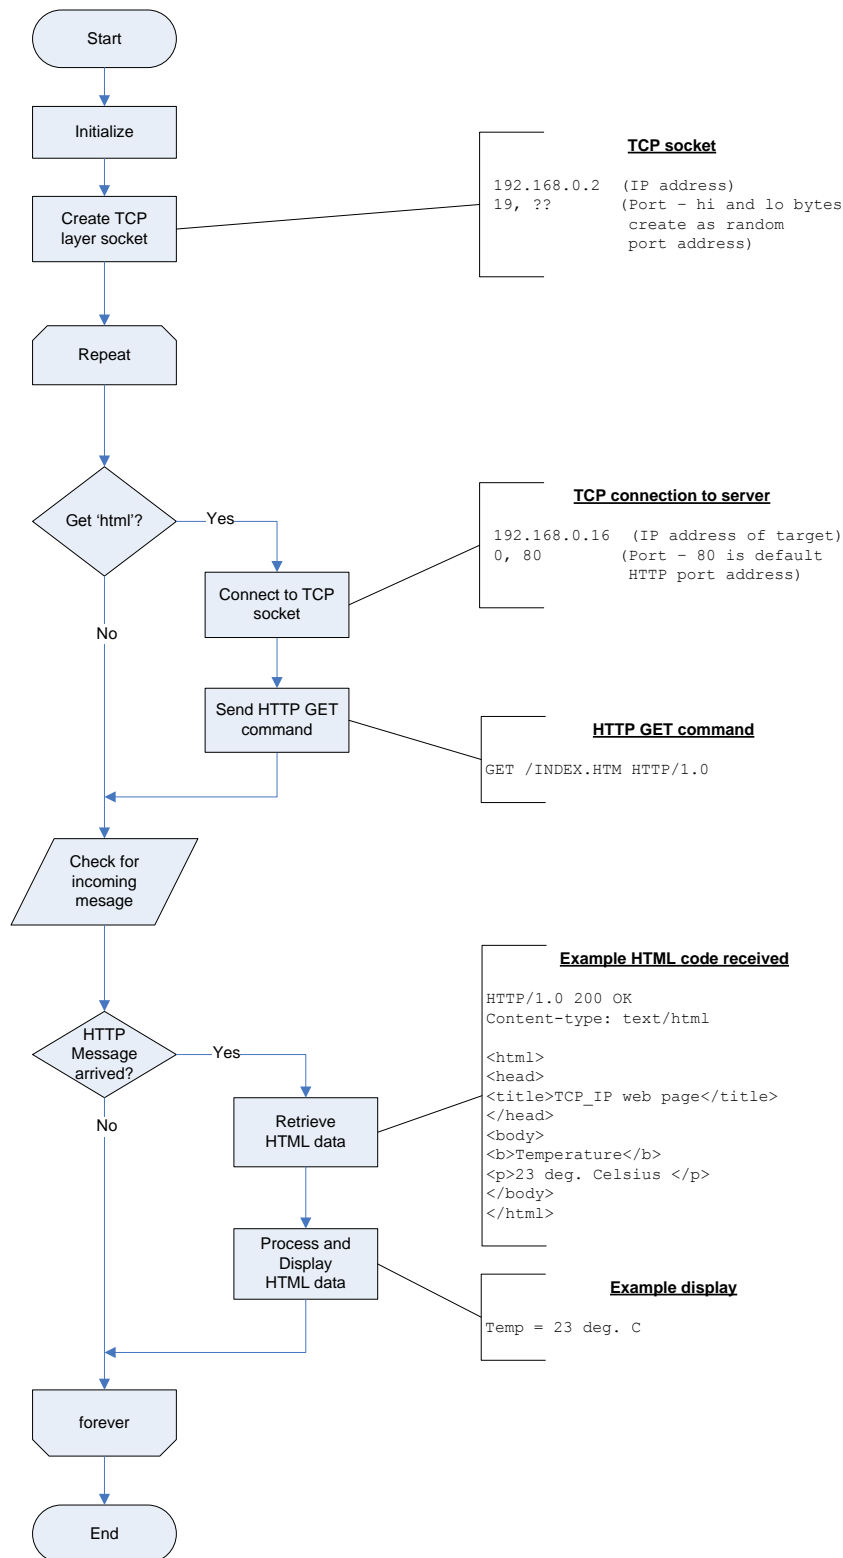 Start
Initialize
Create TCP
layer socket
TCP socket
192.168.0.2 (IP address)
19, ?? (Port – hi and lo bytes
create as random
port address)
Repeat
Get ‘html’?
Yes
No
Connect to TCP
socket
TCP connection to server
192.168.0.16 (IP address of target)
0, 80 (Port – 80 is default
HTTP port address)
Send HTTP GET
command
HTTP GET command
GET /INDEX.HTM HTTP/1.0
Check for
incoming
mesage
HTTP
Message
arrived?
Yes
No
Retrieve
HTML data
Example HTML code received
HTTP/1.0 200 OK
Content-type: text/html
<html>
<head>
<title>TCP_IP web page</title>
</head>
<body>
<b>Temperature</b>
<p>23 deg. Celsius </p>
</body>
</html>
Process and
Display
HTML data
Example display
Temp = 23 deg. C
forever
End